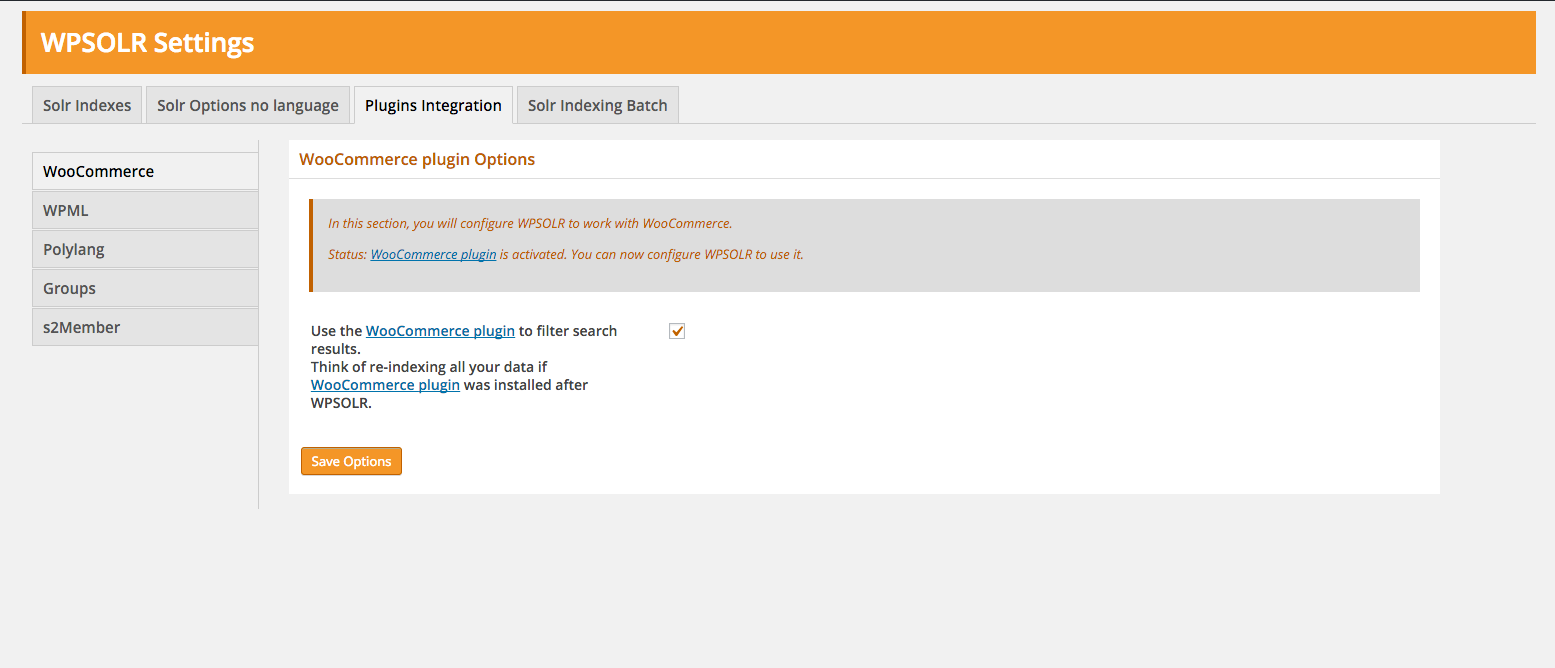 WPSOLR Settings
Solr Indexes
Solr Options no language
Plugins Integration
Solr Indexing Batch
WooCommerce
WPML
Polylang
Groups
s2Member
WooCommerce plugin Options
In this section, you will configure WPSOLR to work with WooCommerce.
Status: WooCommerce plugin is activated. You can now configure WPSOLR to use it.
Use the WooCommerce plugin to filter search
results.
Think of re-indexing all your data if
WooCommerce plugin was installed after
WPSOLR.
Save Options